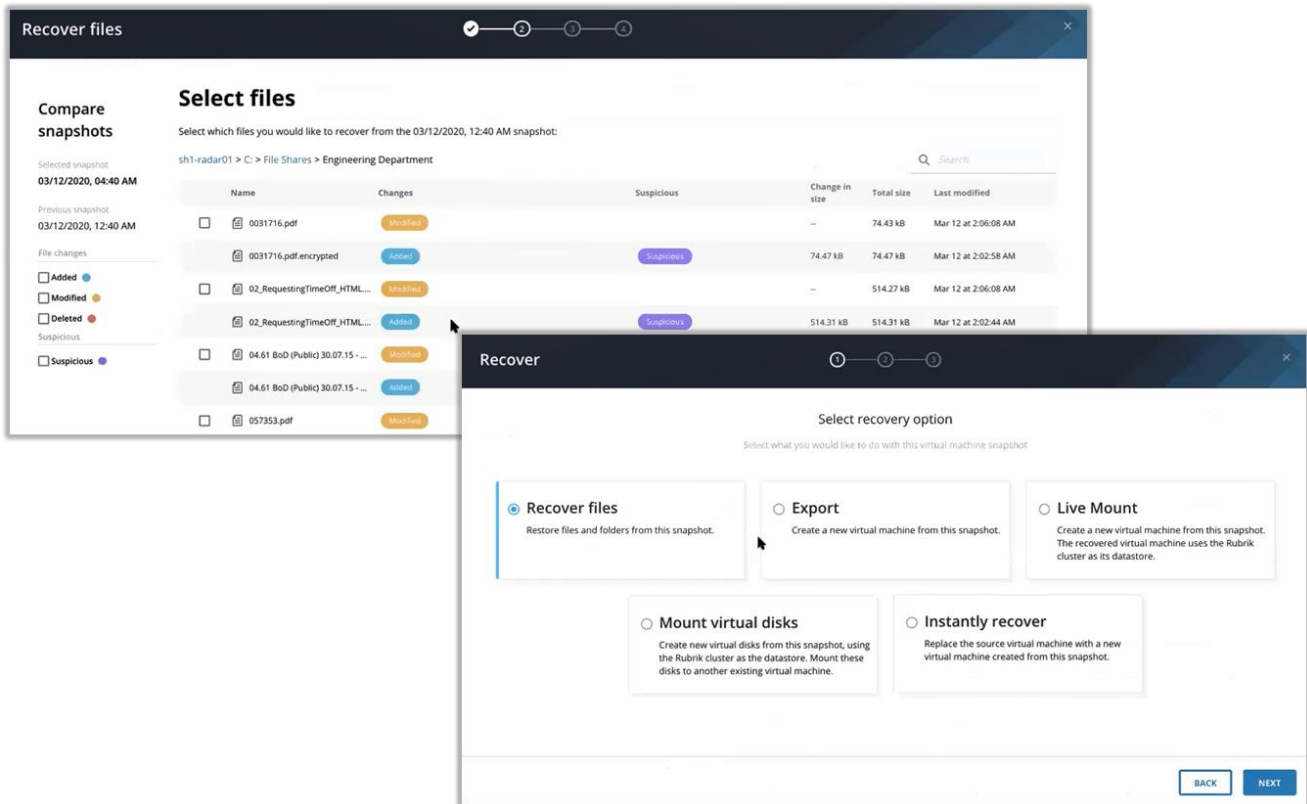 Recover files
2 3 4
Compare
snapshots
Selected snapshot
03/12/2020, 04:40 AM
Previous snapshot
03/12/2020, 12:40 AM
File changes
Added
Modified
Deleted
Suspicious
Suspicious
Select files
Select which files you would like to recover from the 03/12/2020, 12:40 AM snapshot:
sh1-radar01 > C: > File Shares > Engineering Department
Search
Name Changes Suspicious Change in size Total size Last modified
0031716.pdf Modified -- 74.43 kB Mar 12 at 2:06:08 AM
0031716.pdf.encrypted Added Suspicious 74.47 kB 74.47 kB Mar 12 at 2:02:58 AM
02_RequestingTimeOff_HTML.... Modified -- 514.27 kB Mar 12 at 2:06:08 AM
02_RequestingTimeOff_HTML.... Added Suspicious 514.31 kB 514.31 kB Mar 12 at 2:02:44 AM
04.61 BoD (Public) 30.07.15 - ... Modified
04.61 BoD (Public) 30.07.15 - ... Added
057353.pdf Modified
Recover
1 2 3
Select recovery option
Select what you would like to do with this virtual machine snapshot
Recover files
Restore files and folders from this snapshot.
Export
Create a new virtual machine from this snapshot.
Live Mount
Create a new virtual machine from this snapshot.
The recovered virtual machine uses the Rubrik
cluster as its datastore.
Mount virtual disks
Create new virtual disks from this snapshot, using
the Rubrik cluster as the datastore. Mount these
disks to another existing virtual machine.
Instantly recover
Replace the source virtual machine with a new
virtual machine created from this snapshot.
BACK NEXT